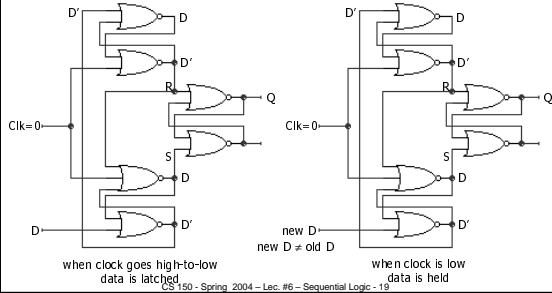 D’
D
D’
R
Q
Clk=0
S
D
D
D’
when clock goes high-to-low
data is latched
D’
D
D’
R
Q
Clk=0
S
D
new D
D’
new D ≠ old D
when clock is low
data is held
CS 150 - Spring 2004 – Lec. #6 – Sequential Logic - 19